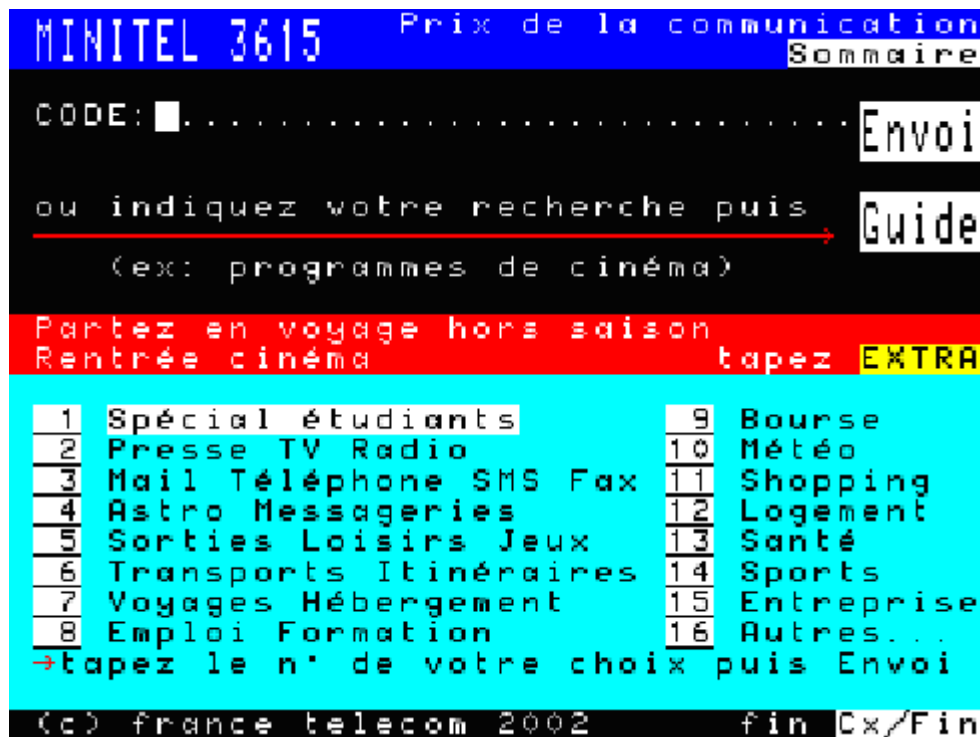 MINITEL 3615 Prix de la communication
Sommaire
CODE: .............................. Envoi
ou indiquez votre recherche puis Guide
(ex: programmes de cinéma)
Partez en voyage hors saison
Rentrée cinéma tapez EXTRA
1 Spécial étudiants 9 Bourse
2 Presse TV Radio 10 Météo
3 Mail Téléphone SMS Fax 11 Shopping
4 Astro Messageries 12 Logement
5 Sorties Loisirs Jeux 13 Santé
6 Transports Itinéraires 14 Sports
7 Voyages Hébergement 15 Entreprise
8 Emploi Formation 16 Autres...
→tapez le n° de votre choix puis Envoi
(c) france telecom 2002 fin Cx/Fin